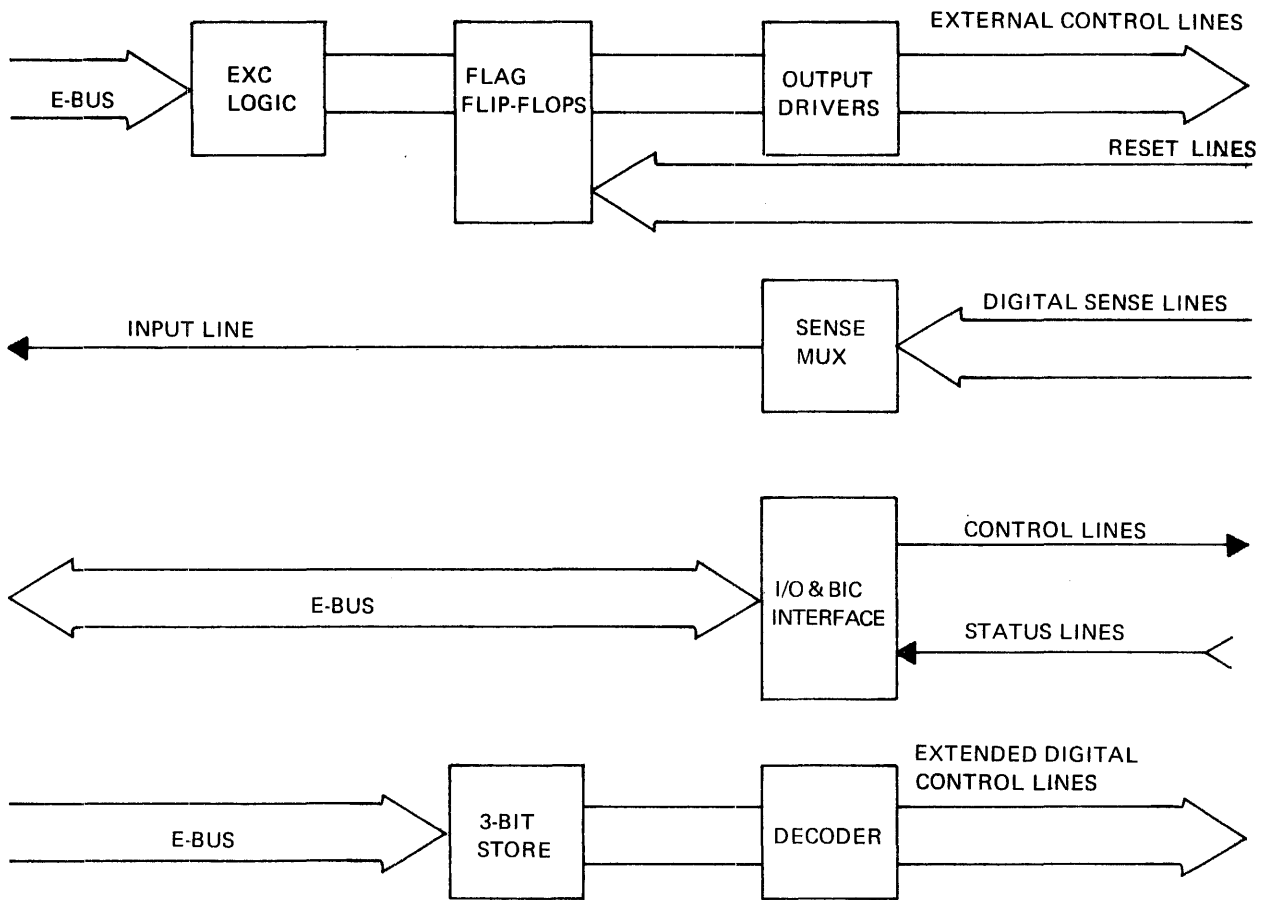 EXTERNAL CONTROL LINES
E-BUS
EXC
LOGIC
FLAG
FLIP-FLOPS
OUTPUT
DRIVERS
RESET LINES
INPUT LINE
SENSE
MUX
DIGITAL SENSE LINES
E-BUS
I/O & BIC
INTERFACE
CONTROL LINES
STATUS LINES
E-BUS
3-BIT
STORE
DECODER
EXTENDED DIGITAL
CONTROL LINES